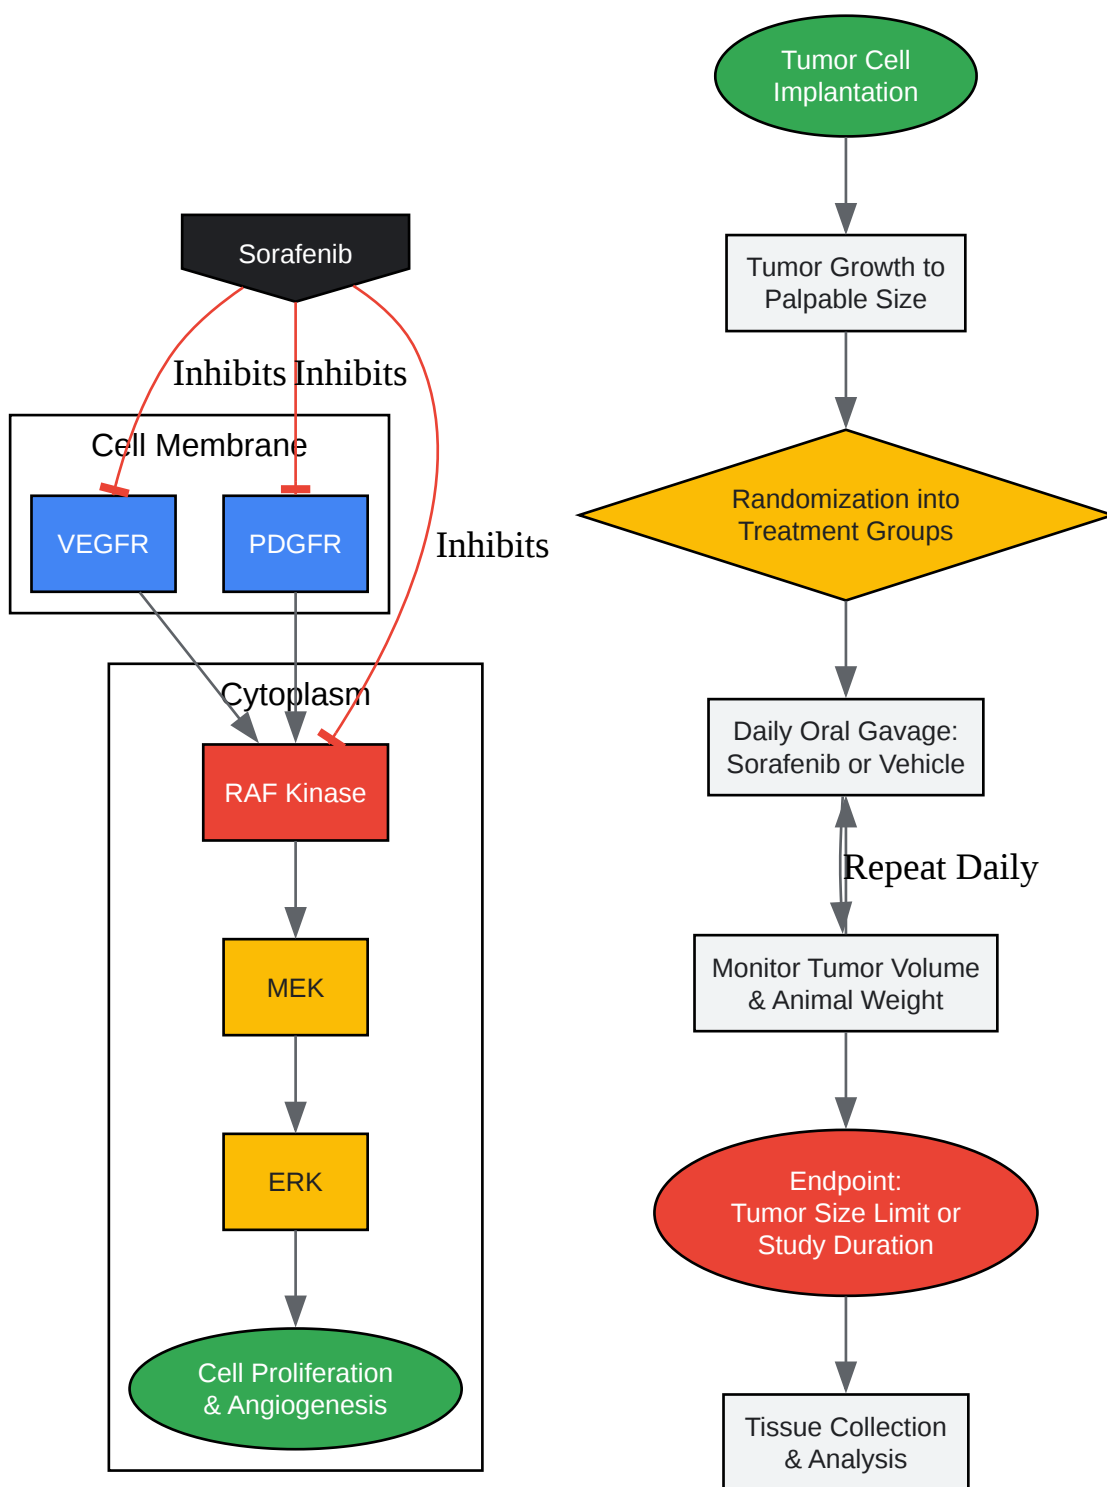 Sorafenib
Inhibits
Inhibits
Cell Membrane
VEGFR
PDGFR
Inhibits
Cytoplasm
RAF Kinase
MEK
ERK
Cell Proliferation
& Angiogenesis
Tumor Cell
Implantation
Tumor Growth to
Palpable Size
Randomization into
Treatment Groups
Daily Oral Gavage:
Sorafenib or Vehicle
Repeat Daily
Monitor Tumor Volume
& Animal Weight
Endpoint:
Tumor Size Limit or
Study Duration
Tissue Collection
& Analysis